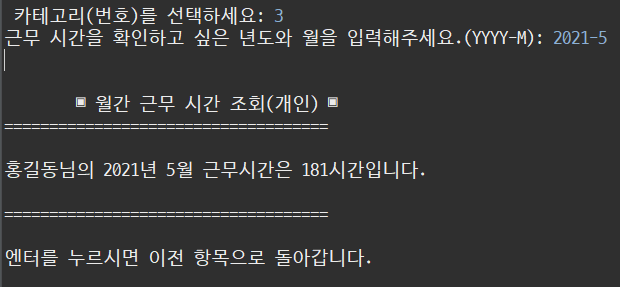 카테고리(번호)를 선택하세요: 3
근무 시간을 확인하고 싶은 년도와 월을 입력해주세요.(YYYY-M): 2021-5
▣ 월간 근무 시간 조회(개인) ▣
====================================
홍길동님의 2021년 5월 근무시간은 181시간입니다.
====================================
엔터를 누르시면 이전 항목으로 돌아갑니다.